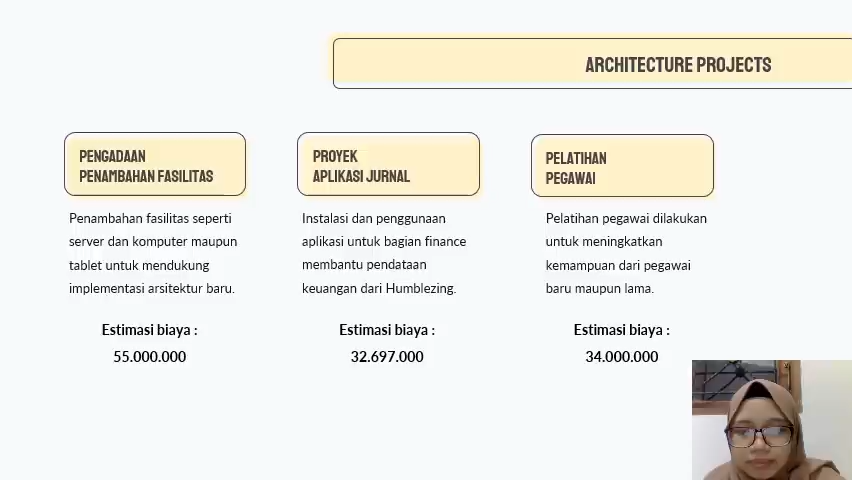 ARCHITECTURE PROJECTS
PENGADAAN
PENAMBAHAN FASILITAS
Penambahan fasilitas seperti
server dan komputer maupun
tablet untuk mendukung
implementasi arsitektur baru.
Estimasi biaya :
55.000.000
PROYEK
APLIKASI JURNAL
Instalasi dan penggunaan
aplikasi untuk bagian finance
membantu pendataan
keuangan dari Humblezing.
Estimasi biaya :
32.697.000
PELATIHAN
PEGAWAI
Pelatihan pegawai dilakukan
untuk meningkatkan
kemampuan dari pegawai
baru maupun lama.
Estimasi biaya :
34.000.000